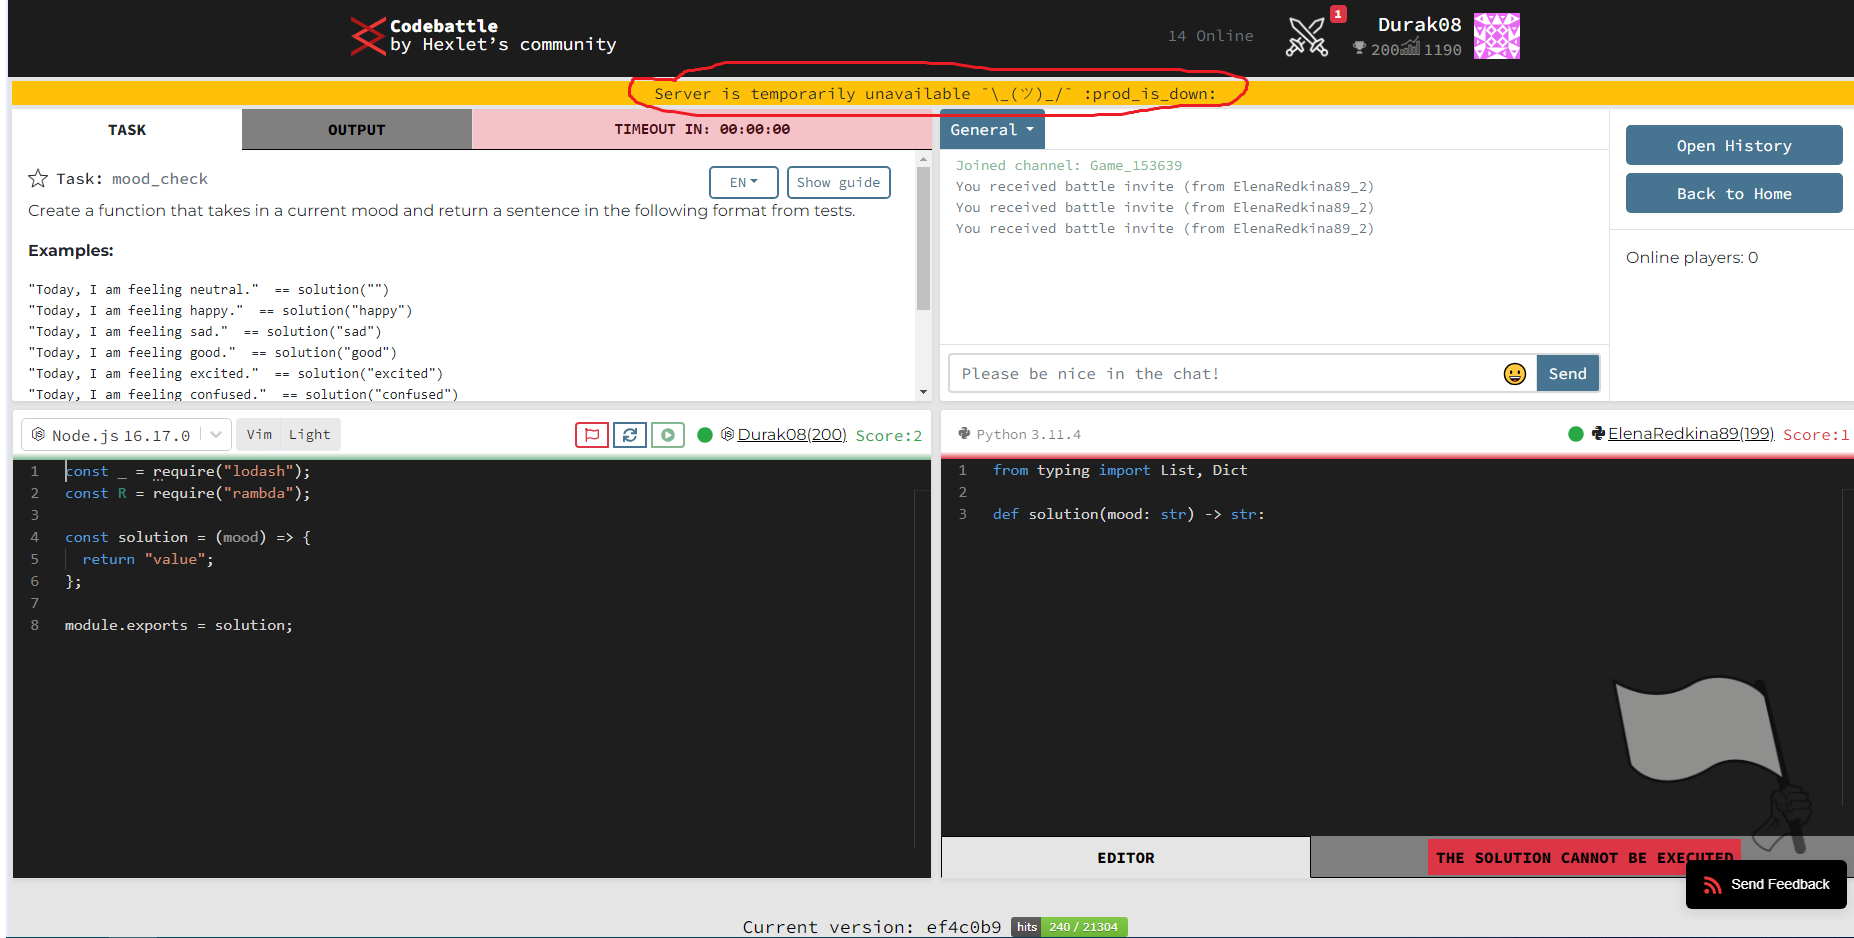 Codebattle
by Hexlet’s community
14 Online
1
Durak08
200 1190
Server is temporarily unavailable ¯\_(ツ)_/¯ :prod_is_down:
TASK
OUTPUT
TIMEOUT IN: 00:00:00
Task: mood_check
EN
Show guide
Create a function that takes in a current mood and return a sentence in the following format from tests.
Examples:
"Today, I am feeling neutral."  == solution("")
"Today, I am feeling happy."  == solution("happy")
"Today, I am feeling sad."  == solution("sad")
"Today, I am feeling good."  == solution("good")
"Today, I am feeling excited."  == solution("excited")
"Today, I am feeling confused."  == solution("confused")
General
Joined channel: Game_153639
You received battle invite (from ElenaRedkina89_2)
You received battle invite (from ElenaRedkina89_2)
You received battle invite (from ElenaRedkina89_2)
Please be nice in the chat!
Send
Open History
Back to Home
Online players: 0
Node.js 16.17.0
Vim Light
Durak08(200) Score:2
1 const _ = require("lodash");
2 const R = require("rambda");
3
4 const solution = (mood) => {
5   return "value";
6 };
7
8 module.exports = solution;
Python 3.11.4
ElenaRedkina89(199) Score:1
1 from typing import List, Dict
2
3 def solution(mood: str) -> str:
EDITOR
THE SOLUTION CANNOT BE EXECUTED
Send Feedback
Current version: ef4c0b9 hits 240 / 21304